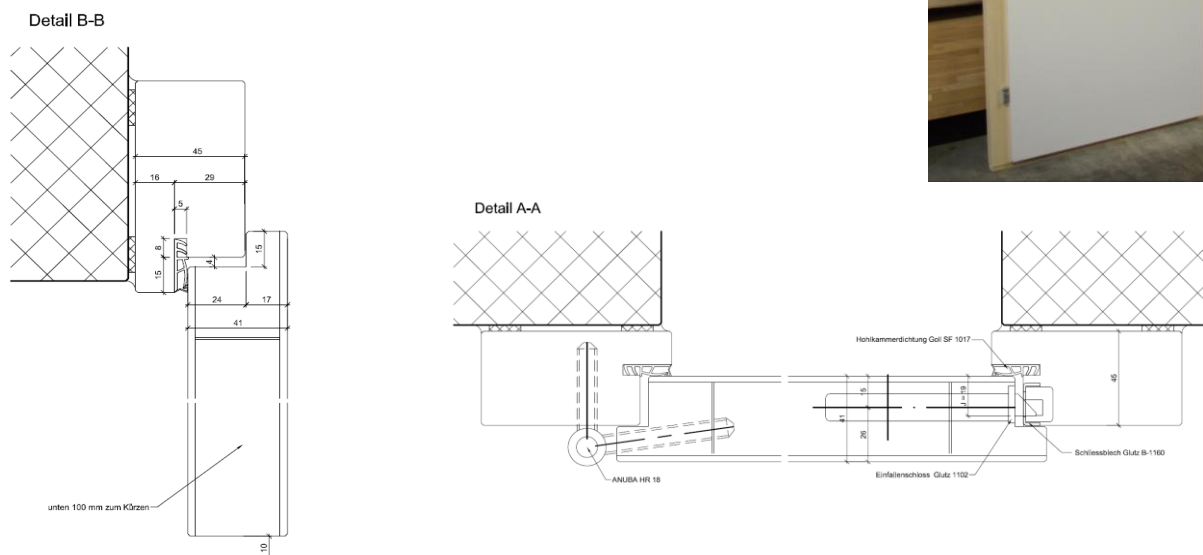 Detail B-B
45
16 29
5
8
15
4
15
24 17
41
unten 100 mm zum Kürzen
10
Detail A-A
Hohlkammerdichtung Goll SF 1017
15
41
26
J = 19
45
Schliessblech Glutz B-1160
Einfallenschloss Glutz 1102
ANUBA HR 18